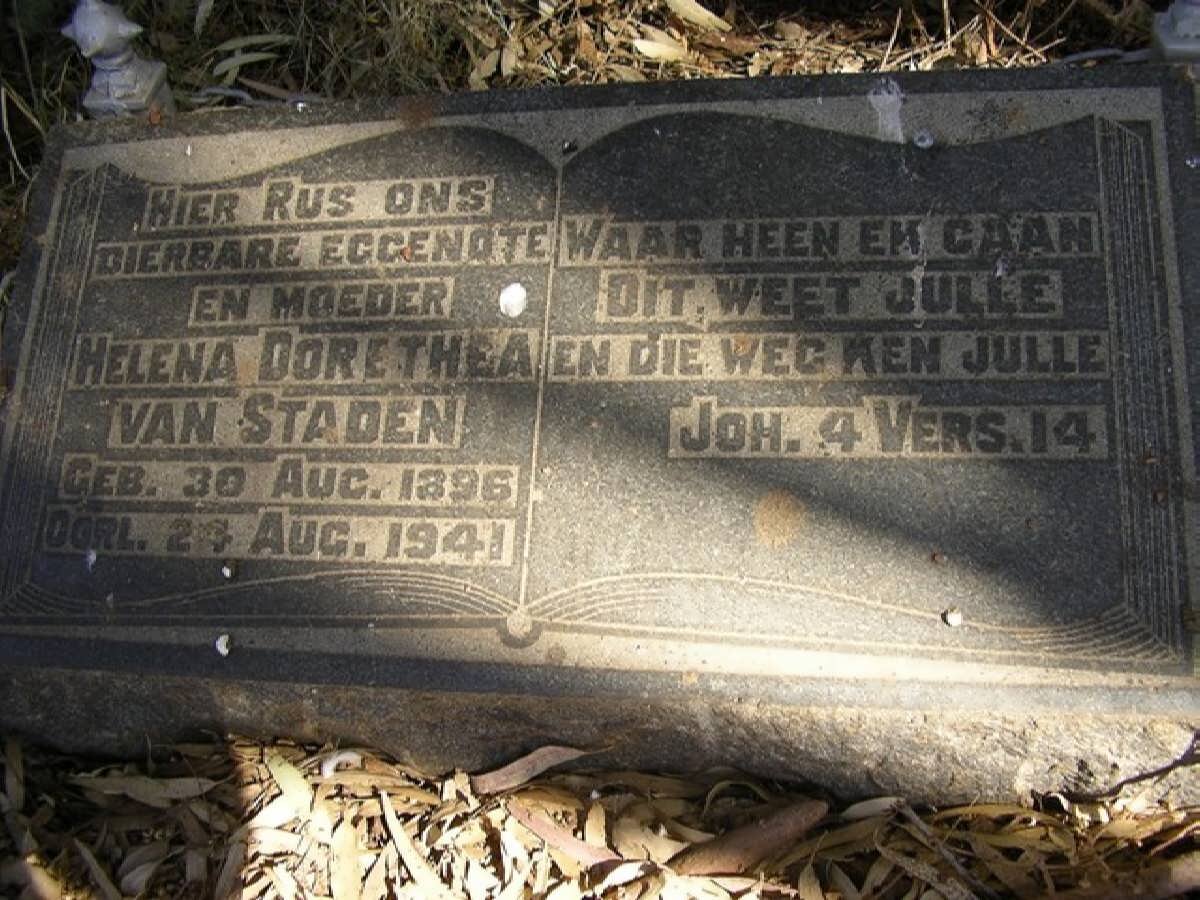 HIER RUS ONS
DIERBARE EGGENOTE
EN MOEDER
HELENA DORETHEA
VAN STADEN
GEB. 30 AUG. 1896
OORL. 24 AUG. 1941
WAAR HEEN EK GAAN
DIT, WEET JULLE
EN DIE WEG KEN JULLE
JOH. 4 VERS. 14